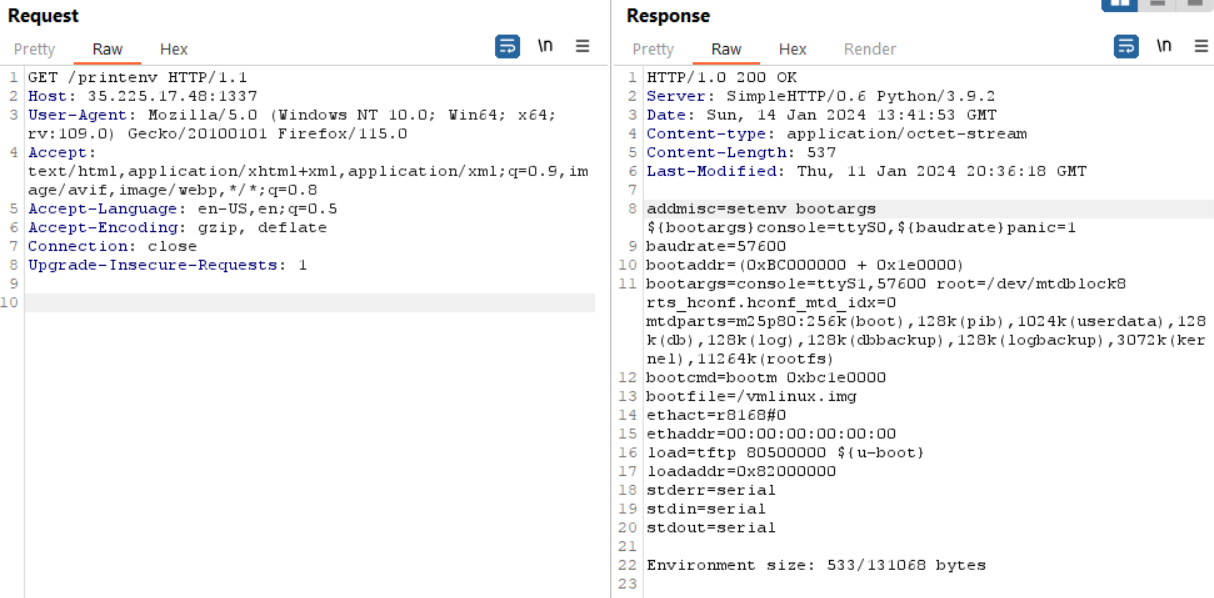 Request
Pretty Raw Hex \n
1 GET /printenv HTTP/1.1
2 Host: 35.225.17.48:1337
3 User-Agent: Mozilla/5.0 (Windows NT 10.0; Win64; x64;
rv:109.0) Gecko/20100101 Firefox/115.0
4 Accept:
text/html,application/xhtml+xml,application/xml;q=0.9,im
age/avif,image/webp,*/*;q=0.8
5 Accept-Language: en-US,en;q=0.5
6 Accept-Encoding: gzip, deflate
7 Connection: close
8 Upgrade-Insecure-Requests: 1
9
10
Response
Pretty Raw Hex Render \n
1 HTTP/1.0 200 OK
2 Server: SimpleHTTP/0.6 Python/3.9.2
3 Date: Sun, 14 Jan 2024 13:41:53 GMT
4 Content-type: application/octet-stream
5 Content-Length: 537
6 Last-Modified: Thu, 11 Jan 2024 20:36:18 GMT
7
8 addmisc=setenv bootargs
${bootargs}console=ttyS0,${baudrate}panic=1
9 baudrate=57600
10 bootaddr=(0xBC000000 + 0x1e0000)
11 bootargs=console=ttyS1,57600 root=/dev/mtdblock8
rts_hconf.hconf_mtd_idx=0
mtdparts=m25p80:256k(boot),128k(pib),1024k(userdata),128
k(db),128k(log),128k(dbbackup),128k(logbackup),3072k(ker
nel),11264k(rootfs)
12 bootcmd=bootm 0xbc1e0000
13 bootfile=/vmlinux.img
14 ethact=r8168#0
15 ethaddr=00:00:00:00:00:00
16 load=tftp 80500000 ${u-boot}
17 loadaddr=0x82000000
18 stderr=serial
19 stdin=serial
20 stdout=serial
21
22 Environment size: 533/131068 bytes
23